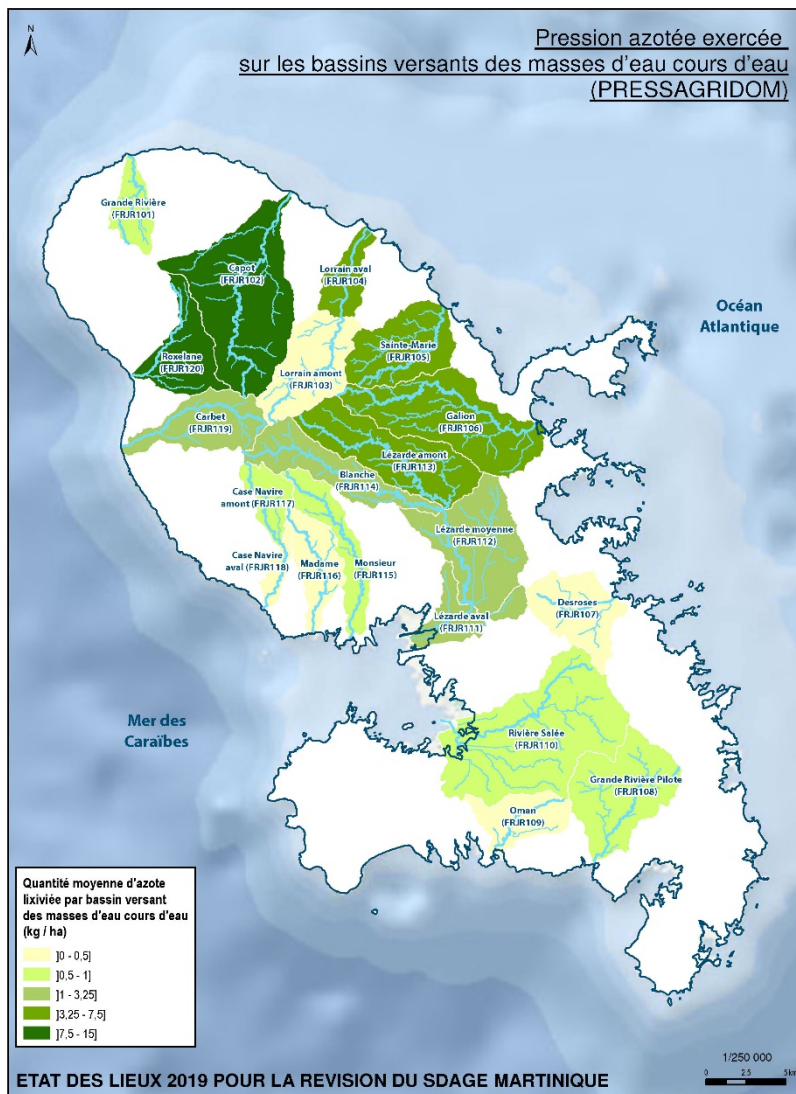 Pression azotée exercée
sur les bassins versants des masses d'eau cours d'eau
(PRESSAGRIDOM)
N
Grande Rivière
(FRJR101)
Capot
(FRJR102)
Lorrain aval
(FRJR104)
Océan
Atlantique
Sainte-Marie
(FRJR105)
Roxelane
(FRJR120)
Lorrain amont
(FRJR103)
Carbet
(FRJR119)
Galion
(FRJR106)
Lézarde amont
(FRJR113)
Blanche
(FRJR114)
Case Navire
amont (FRJR117)
Lézarde moyenne
(FRJR112)
Case Navire
aval (FRJR118)
Madame
(FRJR116)
Monsieur
(FRJR115)
Desroses
(FRJR107)
Lézarde aval
(FRJR111)
Mer des
Caraïbes
Rivière Salée
(FRJR110)
Grande Rivière Pilote
(FRJR108)
Oman
(FRJR109)
Quantité moyenne d'azote
lixiviée par bassin versant
des masses d'eau cours d'eau
(kg / ha)
]0 - 0,5]
]0,5 - 1]
]1 - 3,25]
]3,25 - 7,5]
]7,5 - 15]
1/250 000
0 2.5 5km
ETAT DES LIEUX 2019 POUR LA REVISION DU SDAGE MARTINIQUE